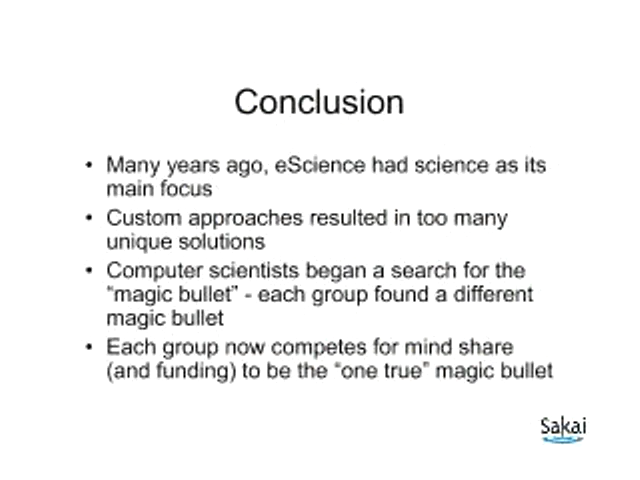 Conclusion
• Many years ago, eScience had science as its
main focus
• Custom approaches resulted in too many
unique solutions
• Computer scientists began a search for the
“magic bullet” - each group found a different
magic bullet
• Each group now competes for mind share
(and funding) to be the “one true” magic bullet
Sakai